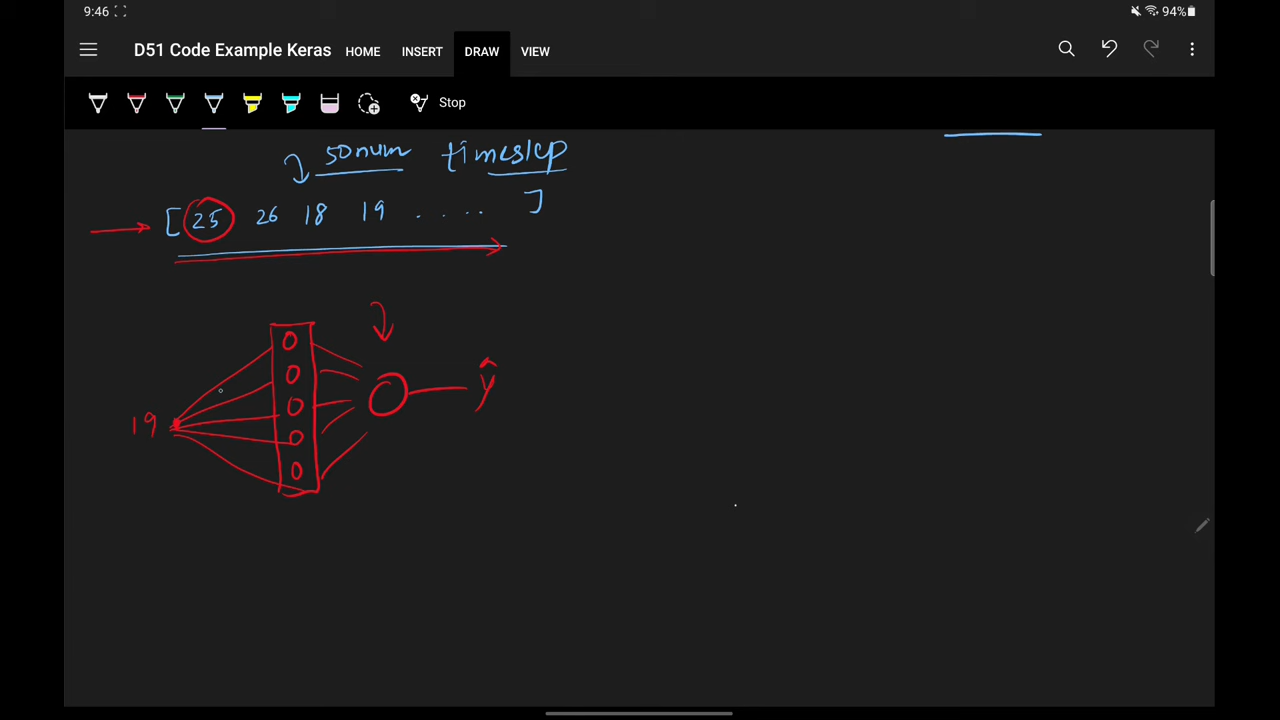 9:46 94%
D51 Code Example Keras HOME INSERT DRAW VIEW
Stop
50num timestep
[ 25 26 18 19 ..... ]
19 ŷ